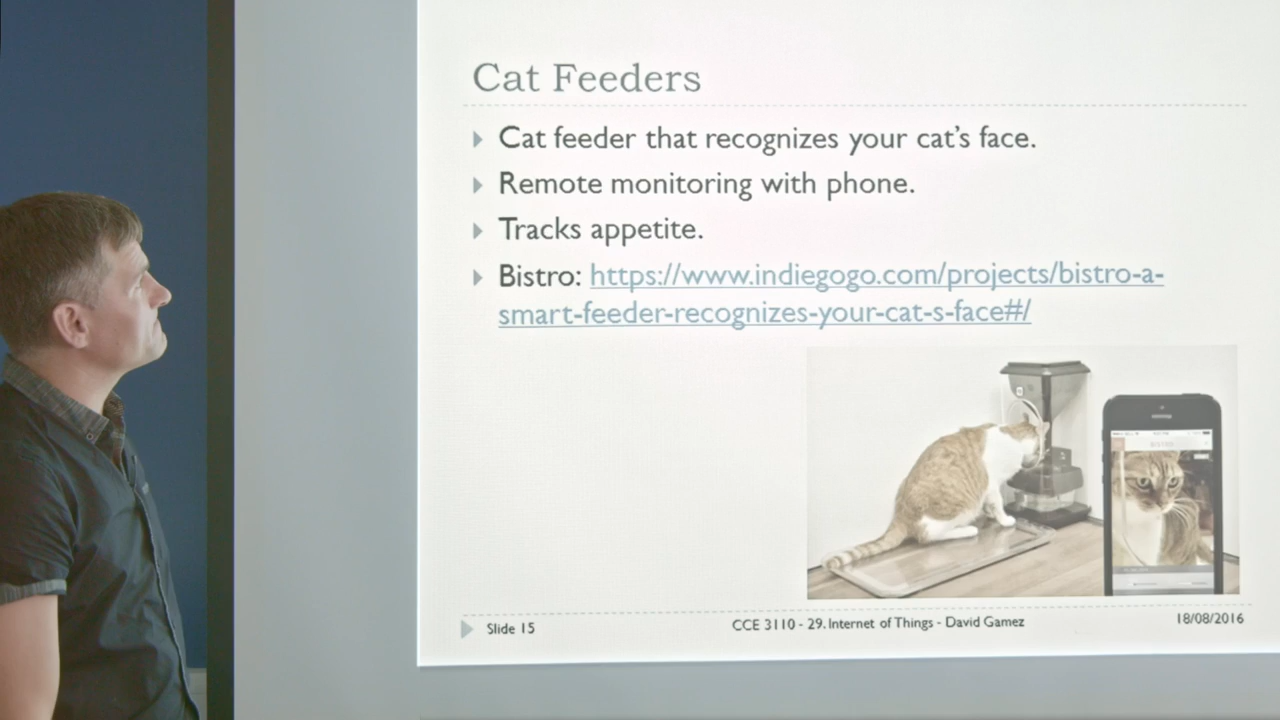 Cat Feeders
Cat feeder that recognizes your cat's face.
Remote monitoring with phone.
Tracks appetite.
Bistro: https://www.indiegogo.com/projects/bistro-a-
smart-feeder-recognizes-your-cat-s-face#/
Slide 15
CCE 3110 - 29. Internet of Things - David Gamez
18/08/2016